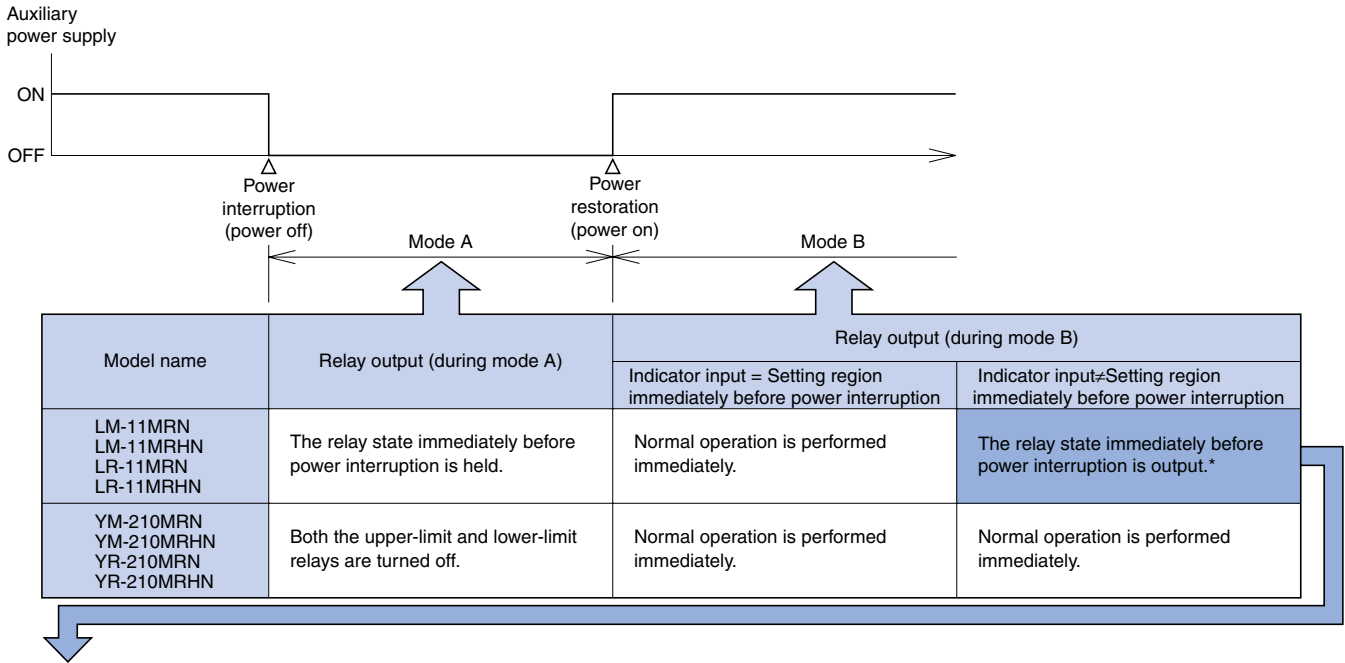 Auxiliary
power supply
ON
OFF
Power
interruption
(power off)
Power
restoration
(power on)
Mode A
Mode B
Model name
Relay output (during mode A)
Relay output (during mode B)
Indicator input = Setting region
immediately before power interruption
Indicator input≠Setting region
immediately before power interruption
LM-11MRN
LM-11MRHN
LR-11MRN
LR-11MRHN
The relay state immediately before
power interruption is held.
Normal operation is performed
immediately.
The relay state immediately before
power interruption is output.*
YM-210MRN
YM-210MRHN
YR-210MRN
YR-210MRHN
Both the upper-limit and lower-limit
relays are turned off.
Normal operation is performed
immediately.
Normal operation is performed
immediately.